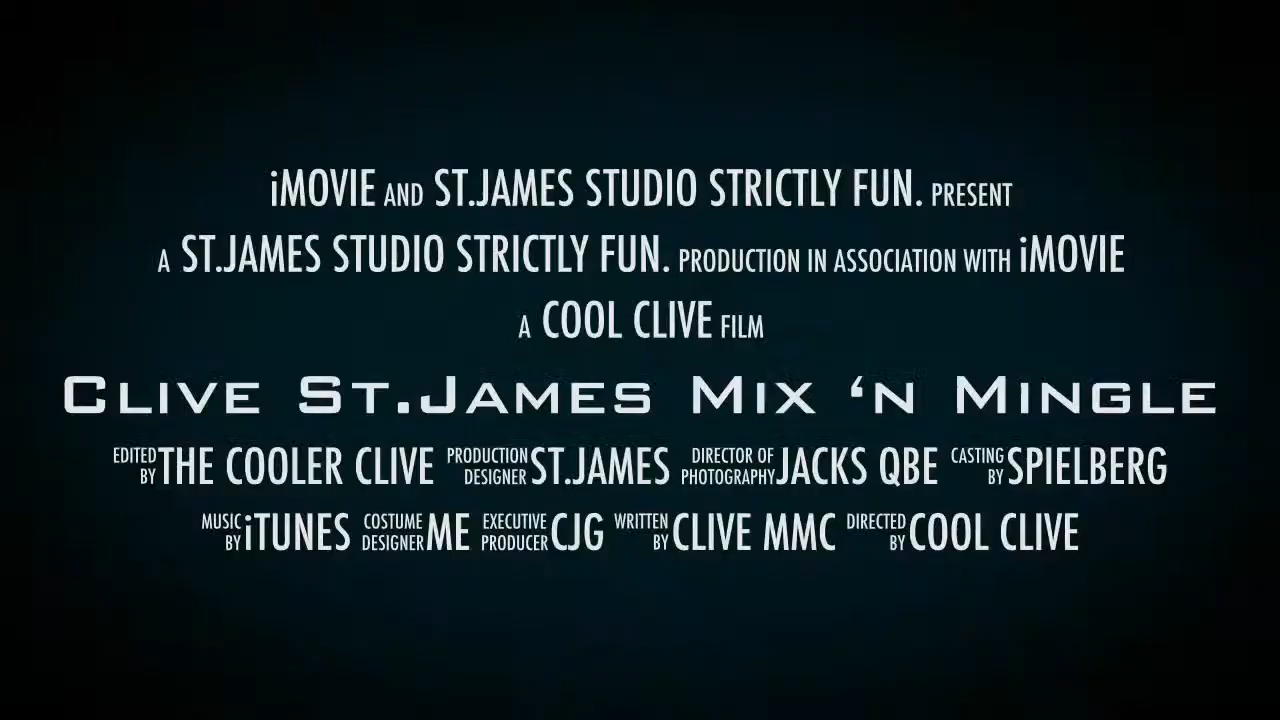 iMOVIE AND ST.JAMES STUDIO STRICTLY FUN. PRESENT
A ST.JAMES STUDIO STRICTLY FUN. PRODUCTION IN ASSOCIATION WITH iMOVIE
A COOL CLIVE FILM
CLIVE ST.JAMES MIX ‘N MINGLE
EDITED BY THE COOLER CLIVE PRODUCTION DESIGNER ST.JAMES DIRECTOR OF PHOTOGRAPHY JACKS QBE CASTING BY SPIELBERG
MUSIC BY iTUNES COSTUME DESIGNER ME EXECUTIVE PRODUCER CJG WRITTEN BY CLIVE MMC DIRECTED BY COOL CLIVE